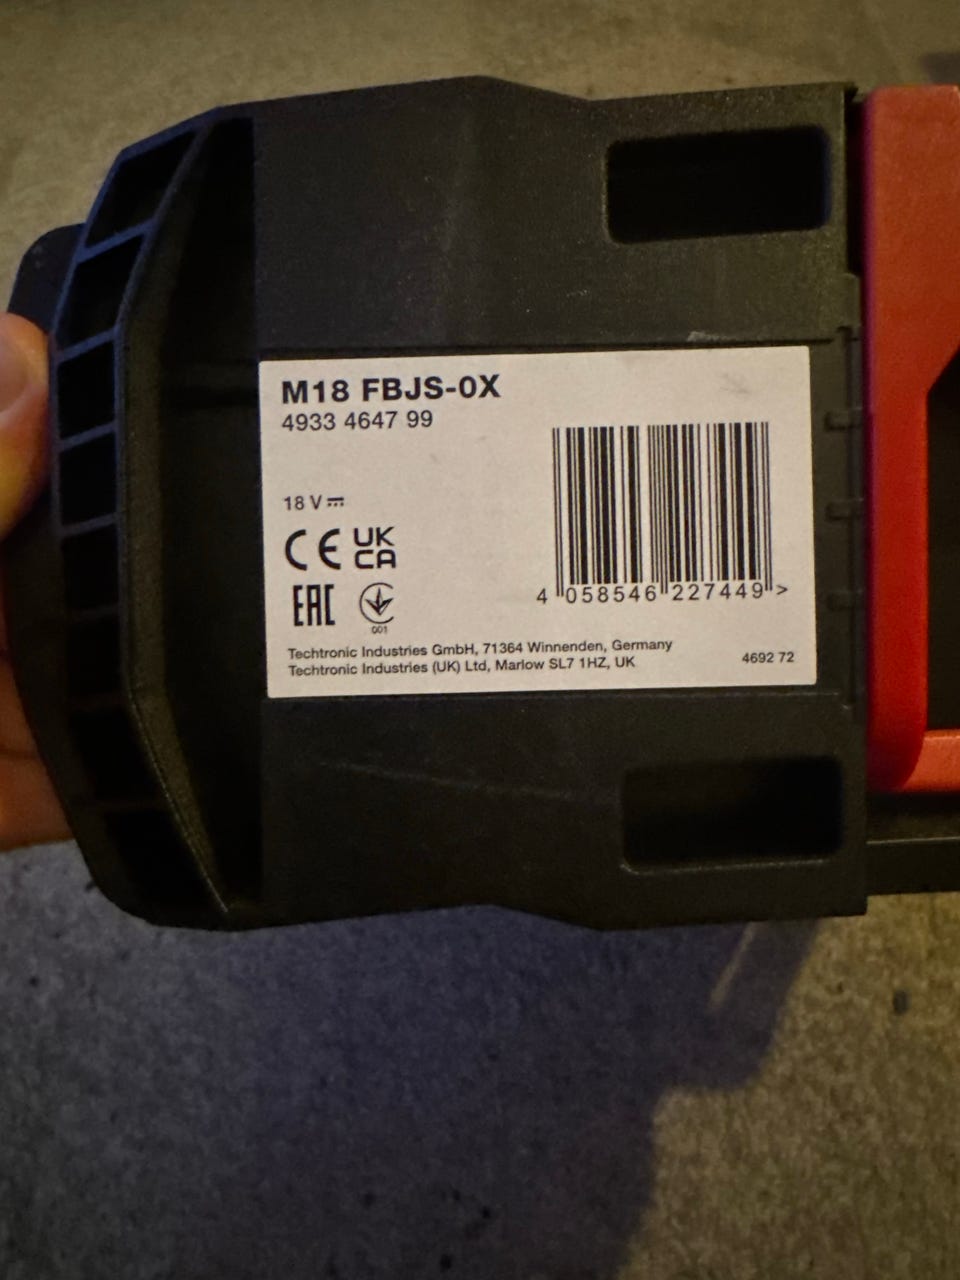 M18 FBJS-0X
4933 4647 99
18 V
CE UK CA
EAC
001
4 058546 227449 >
Techtronic Industries GmbH, 71364 Winnenden, Germany
Techtronic Industries (UK) Ltd, Marlow SL7 1HZ, UK
4692 72